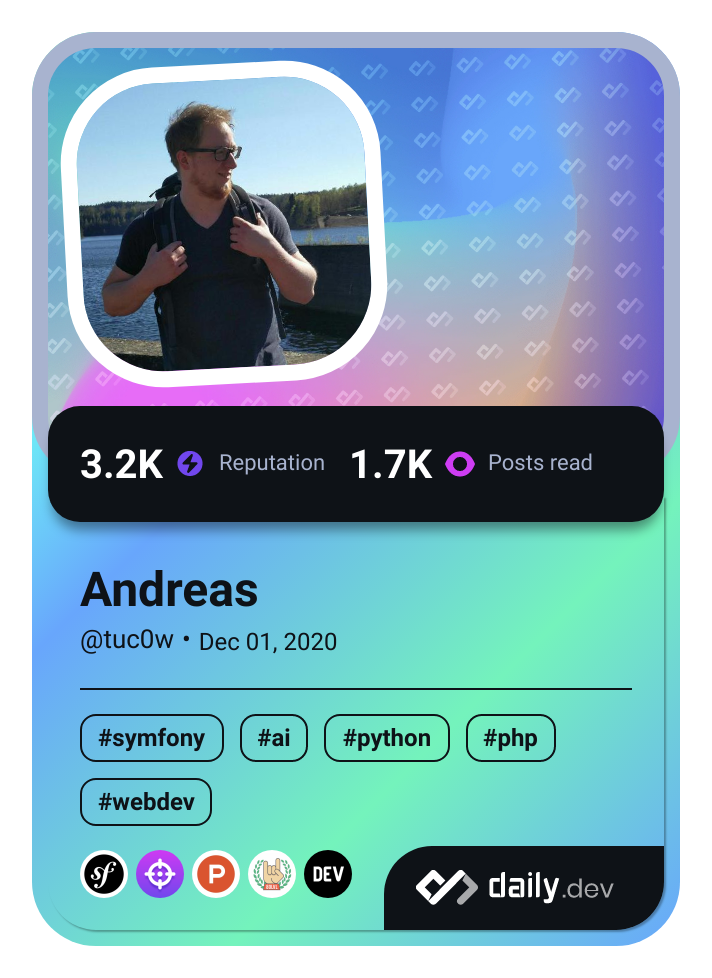 3.2K Reputation 1.7K Posts read
Andreas
@tuc0w • Dec 01, 2020
#symfony #ai #python #php
#webdev
sf P DEV
daily.dev